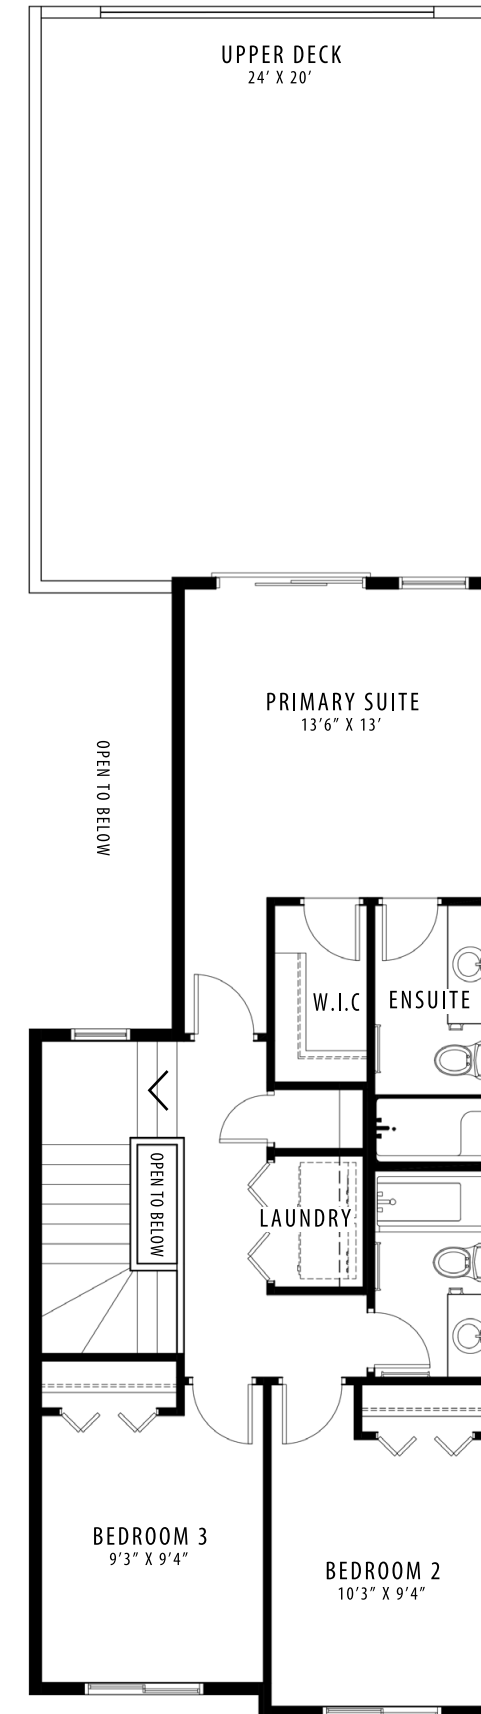 UPPER DECK
24' X 20'
PRIMARY SUITE
13'6" X 13'
OPEN TO BELOW
W.I.C
ENSUITE
OPEN TO BELOW
LAUNDRY
BEDROOM 3
9'3" X 9'4"
BEDROOM 2
10'3" X 9'4"